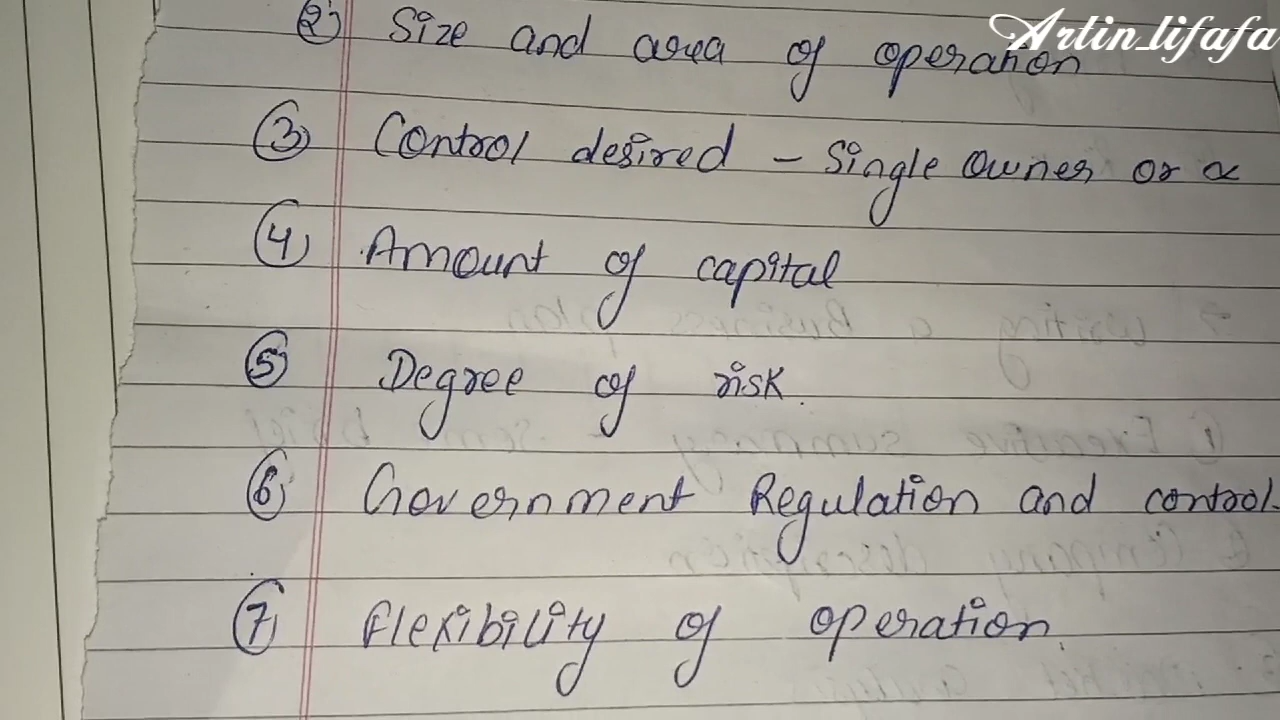 Artin_lifafa
② Size and area of operation
③ Control desired – Single owner or
④ Amount of capital
⑤ Degree of risk.
⑥ Government Regulation and control.
⑦ Flexibility of operation.